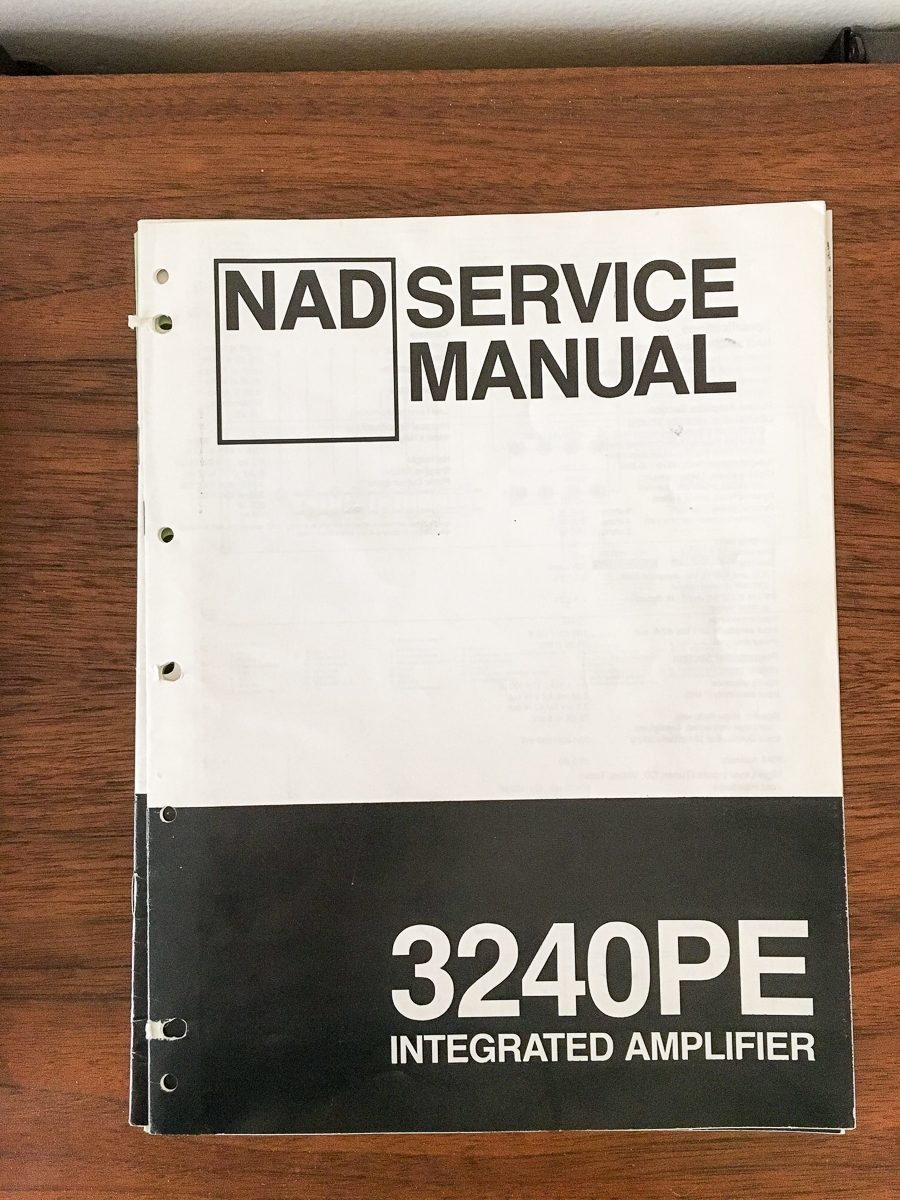 NAD SERVICE
MANUAL
3240PE
INTEGRATED AMPLIFIER